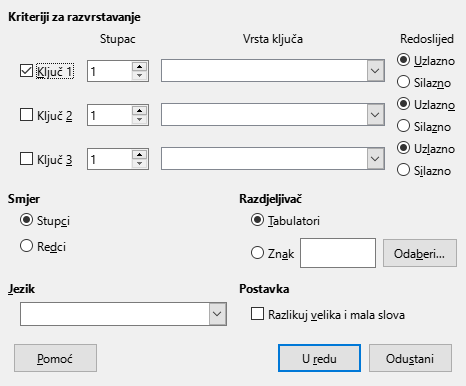 Kriteriji za razvrstavanje
Stupac Vrsta ključa Redoslijed
Ključ 1 1 Uzlazno
Silazno
Ključ 2 1 Uzlazno
Silazno
Ključ 3 1 Uzlazno
Silazno
Smjer Razdjeljivač
Stupci Tabulatori
Redci Znak Odaberi...
Jezik Postavka
Razlikuj velika i mala slova
Pomoć U redu Odustani